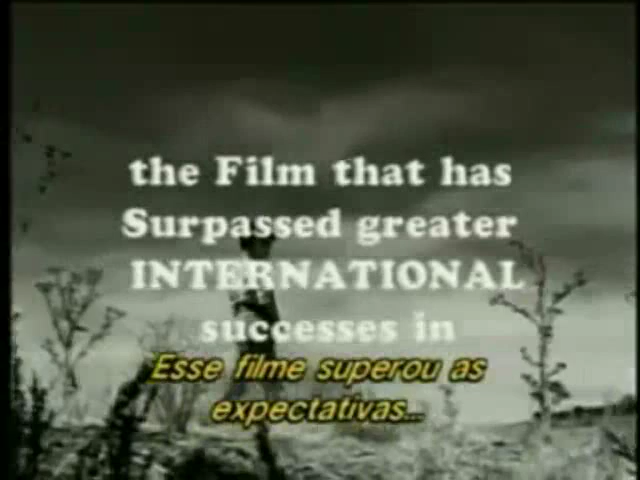 the Film that has
Surpassed greater
INTERNATIONAL
successes in
Esse filme superou as
expectativas...